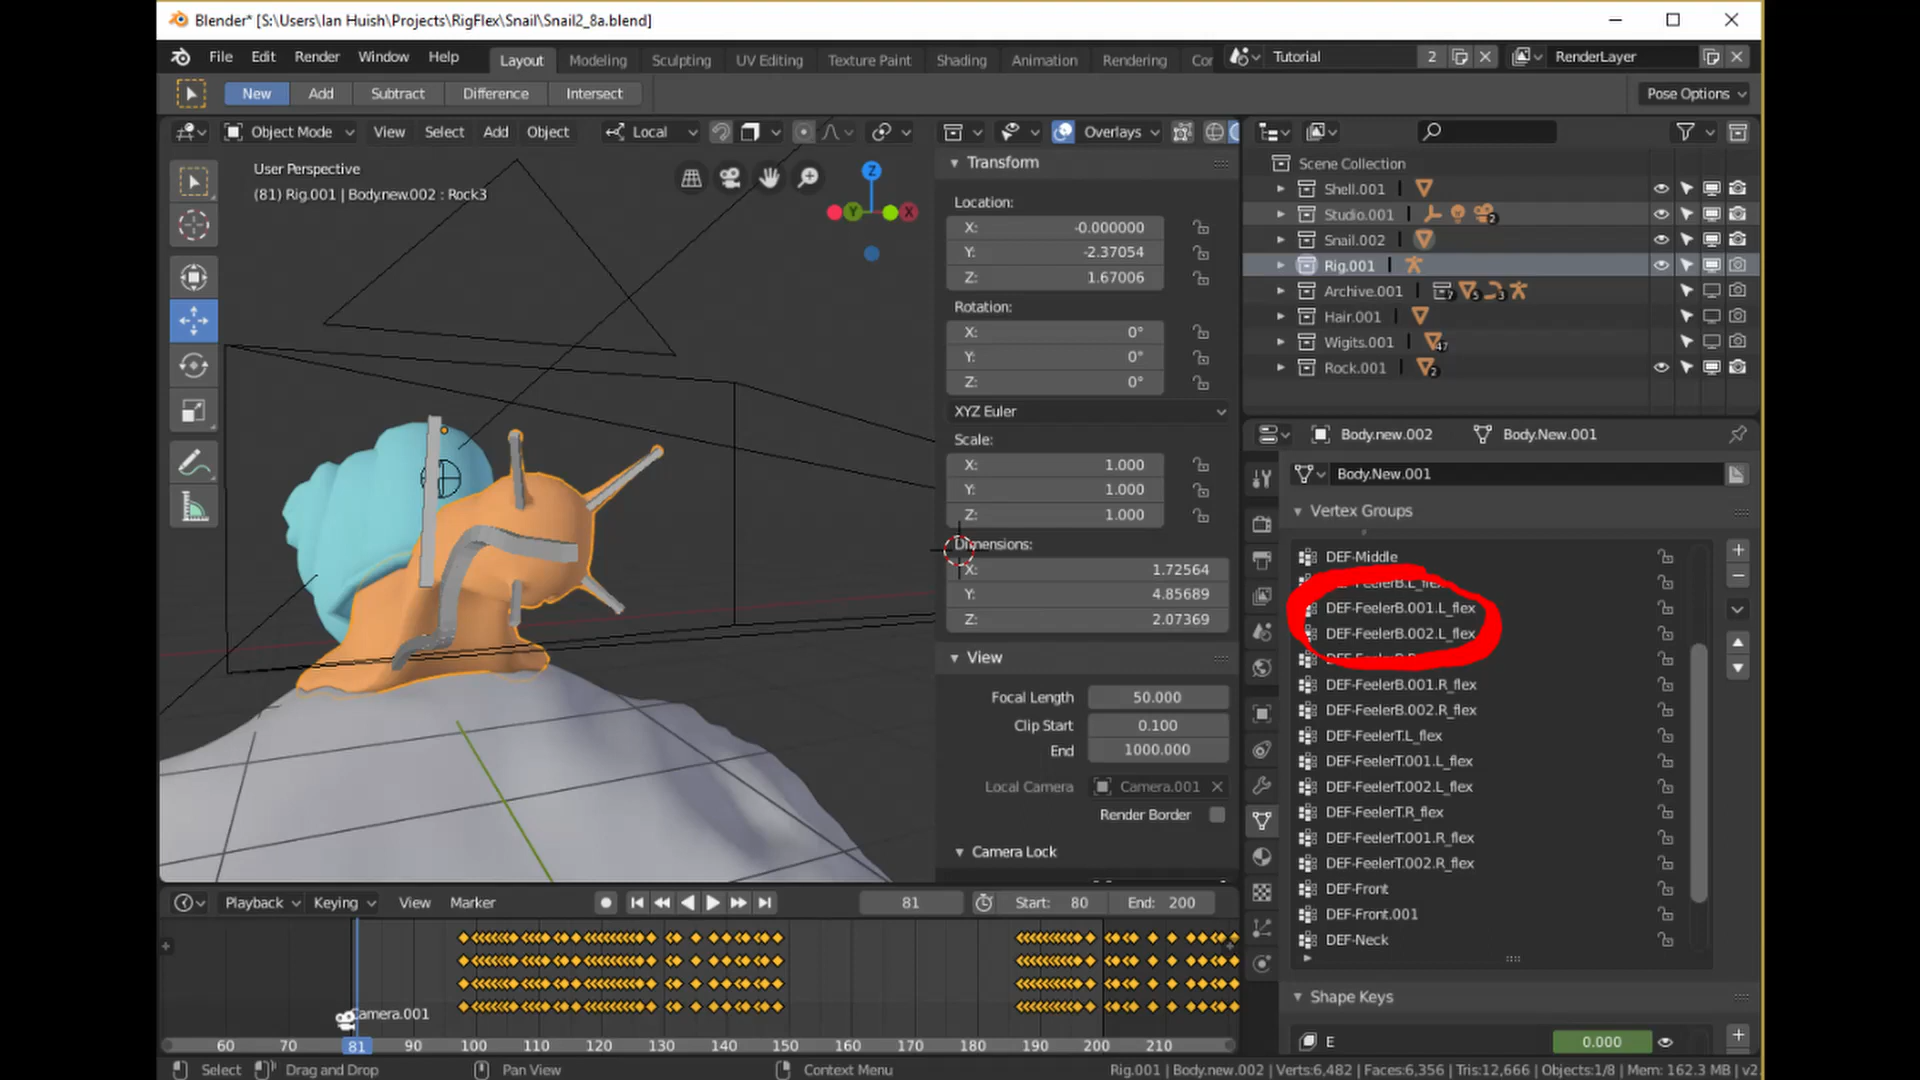 Blender* [S:\Users\Ian Huish\Projects\RigFlex\Snail\Snail2_8a.blend]
File Edit Render Window Help Layout Modeling Sculpting UV Editing Texture Paint Shading Animation Rendering Tutorial 2 RenderLayer
New Add Subtract Difference Intersect Pose Options
Object Mode View Select Add Object Local Overlays
User Perspective
(81) Rig.001 | Body.new.002 : Rock3
Z
Y
X
Transform
Location:
X: -0.000000
Y: -2.37054
Z: 1.67006
Rotation:
X: 0°
Y: 0°
Z: 0°
XYZ Euler
Scale:
X: 1.000
Y: 1.000
Z: 1.000
Dimensions:
X: 1.72564
Y: 4.85689
Z: 2.07369
View
Focal Length 50.000
Clip Start 0.100
End 1000.000
Local Camera Camera.001
Render Border
Camera Lock
Scene Collection
Shell.001
Studio.001 2
Snail.002
Rig.001
Archive.001 7 5 3
Hair.001
Wigits.001 47
Rock.001 2
Body.new.002 Body.New.001
Body.New.001
Vertex Groups
DEF-Middle
DEF-FeelerB.001.L_flex
DEF-FeelerB.002.L_flex
DEF-FeelerB.001.R_flex
DEF-FeelerB.002.R_flex
DEF-FeelerT.L_flex
DEF-FeelerT.001.L_flex
DEF-FeelerT.002.L_flex
DEF-FeelerT.R_flex
DEF-FeelerT.001.R_flex
DEF-FeelerT.002.R_flex
DEF-Front
DEF-Front.001
DEF-Neck
Shape Keys
E 0.000
Playback Keying View Marker 81 Start: 80 End: 200
Camera.001
60 70 81 90 100 110 120 130 140 150 160 170 180 190 200 210
Select Drag and Drop Pan View Context Menu Rig.001 | Body.new.002 | Verts:6,482 | Faces:6,356 | Tris:12,666 | Objects:1/8 | Mem: 162.3 MB | v2.